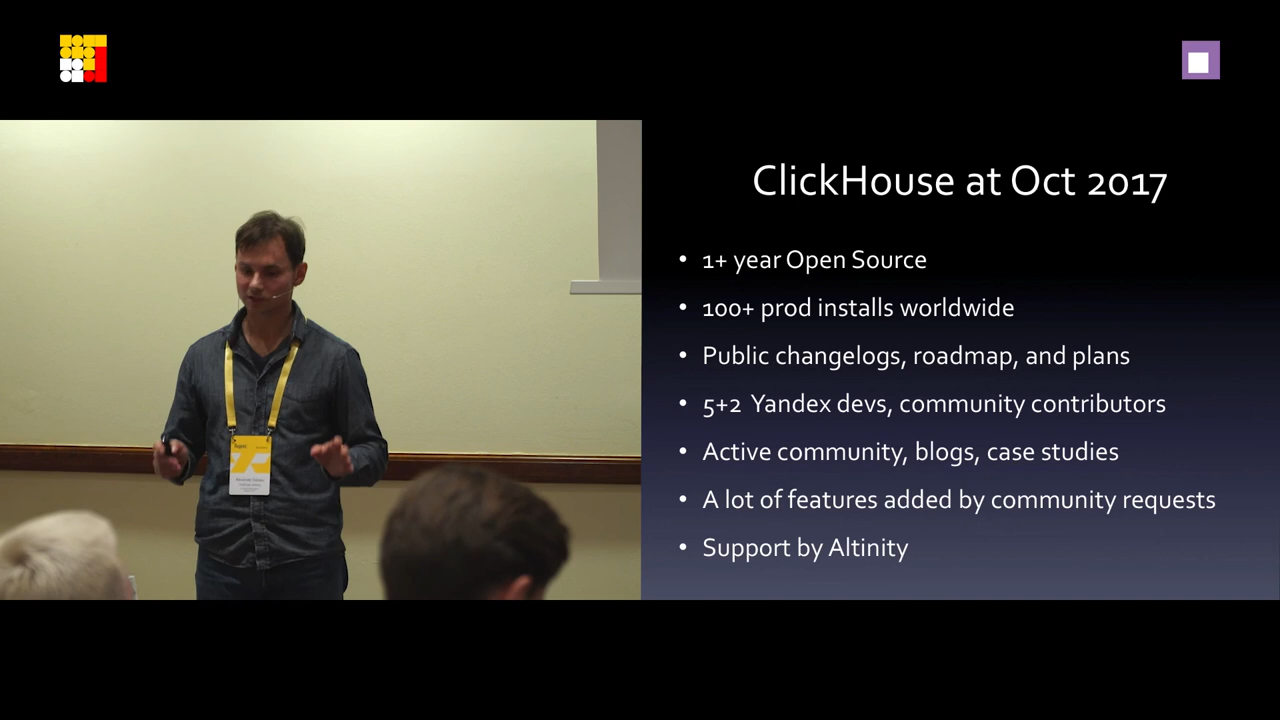 ClickHouse at Oct 2017
• 1+ year Open Source
• 100+ prod installs worldwide
• Public changelogs, roadmap, and plans
• 5+2 Yandex devs, community contributors
• Active community, blogs, case studies
• A lot of features added by community requests
• Support by Altinity